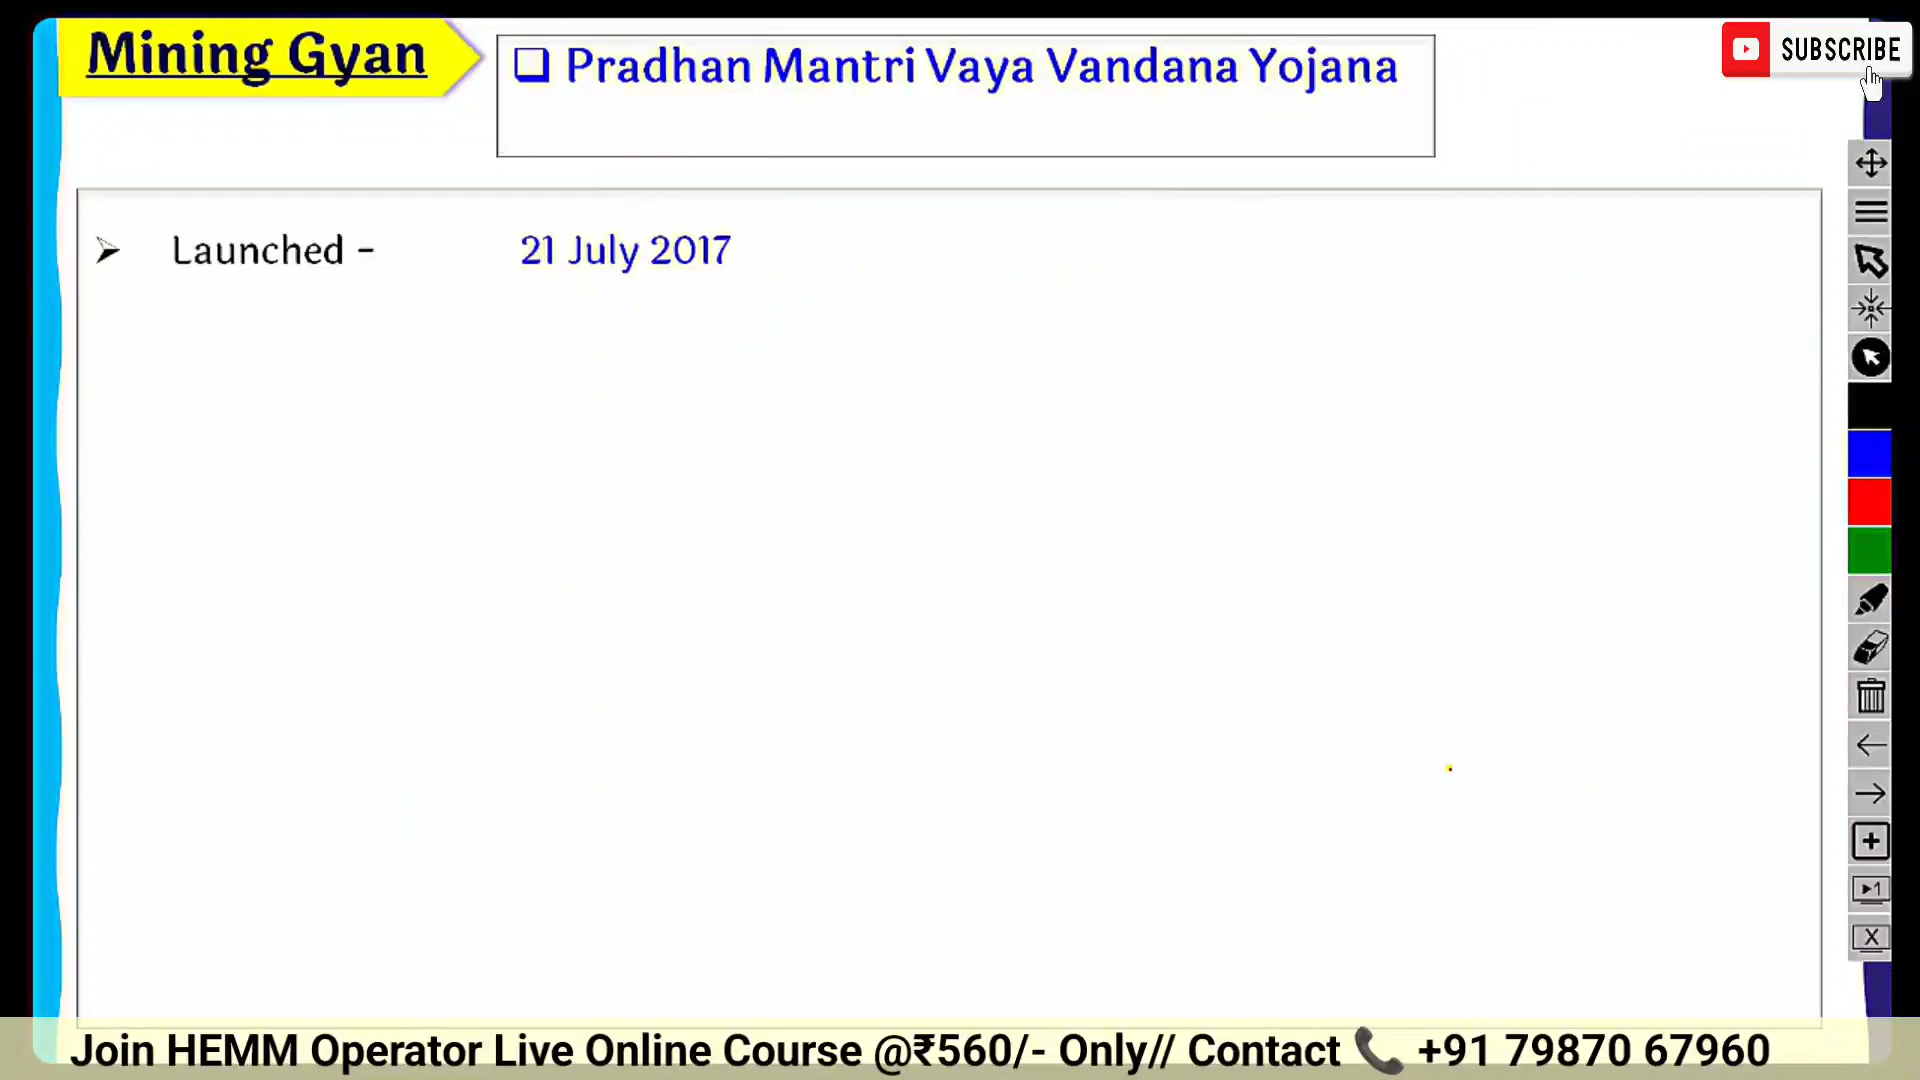 Mining Gyan
❑ Pradhan Mantri Vaya Vandana Yojana
SUBSCRIBE
➢ Launched - 21 July 2017
Join HEMM Operator Live Online Course @₹560/- Only// Contact 📞 +91 79870 67960